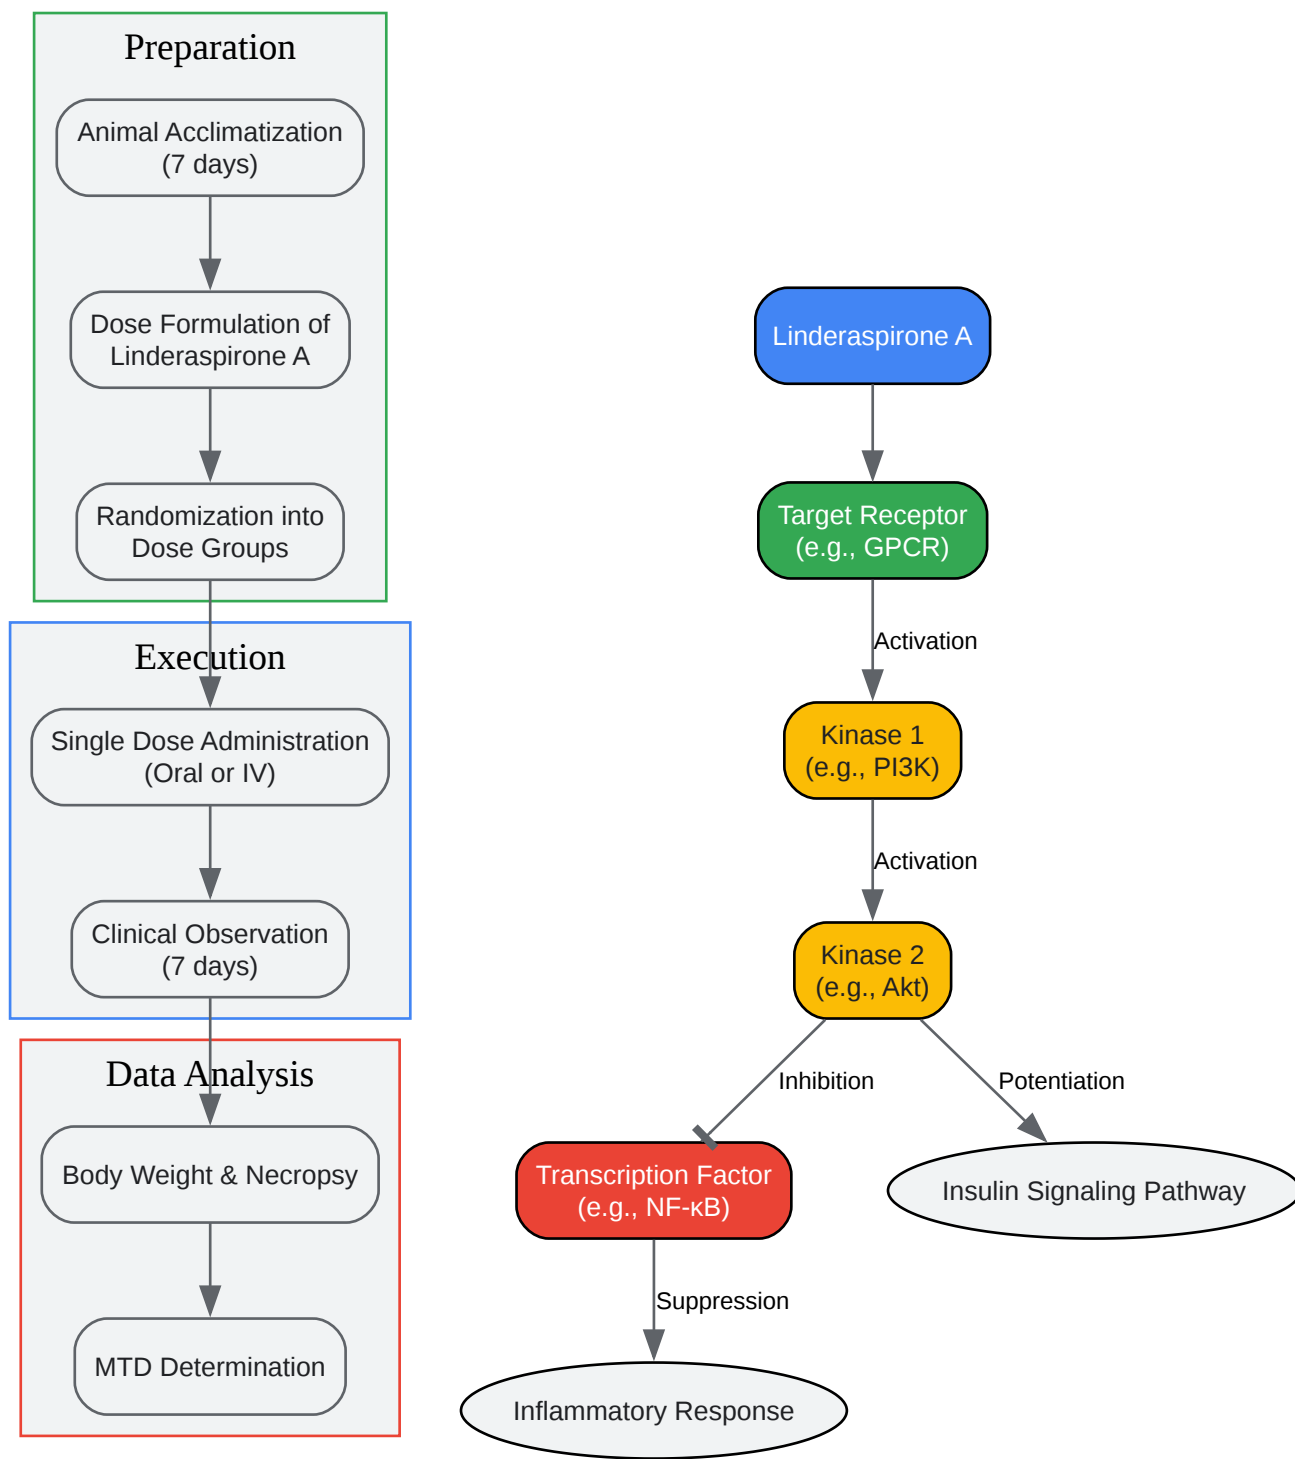 Preparation
Animal Acclimatization
(7 days)
Dose Formulation of
Linderaspirone A
Randomization into
Dose Groups
Execution
Single Dose Administration
(Oral or IV)
Clinical Observation
(7 days)
Data Analysis
Body Weight & Necropsy
MTD Determination
Linderaspirone A
Target Receptor
(e.g., GPCR)
Activation
Kinase 1
(e.g., PI3K)
Activation
Kinase 2
(e.g., Akt)
Inhibition
Potentiation
Transcription Factor
(e.g., NF-κB)
Insulin Signaling Pathway
Suppression
Inflammatory Response